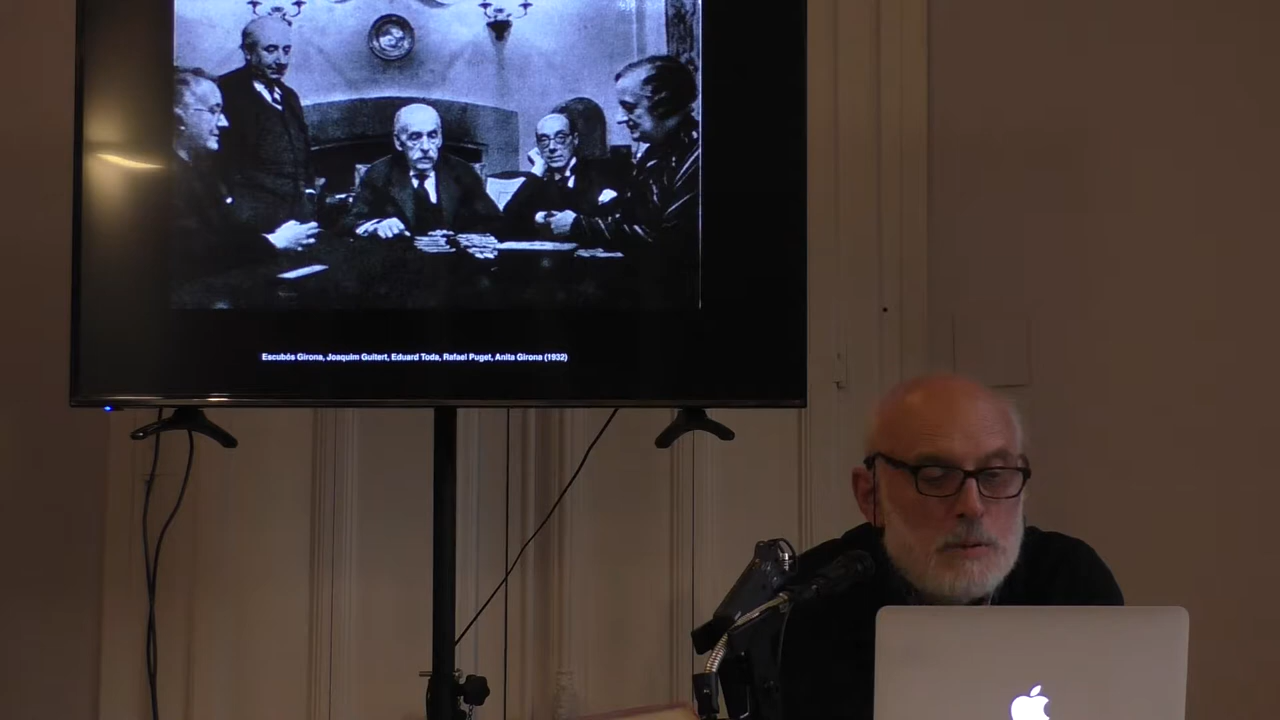 Escubós Girona, Joaquim Guitert, Eduard Toda, Rafael Puget, Anita Girona (1932)